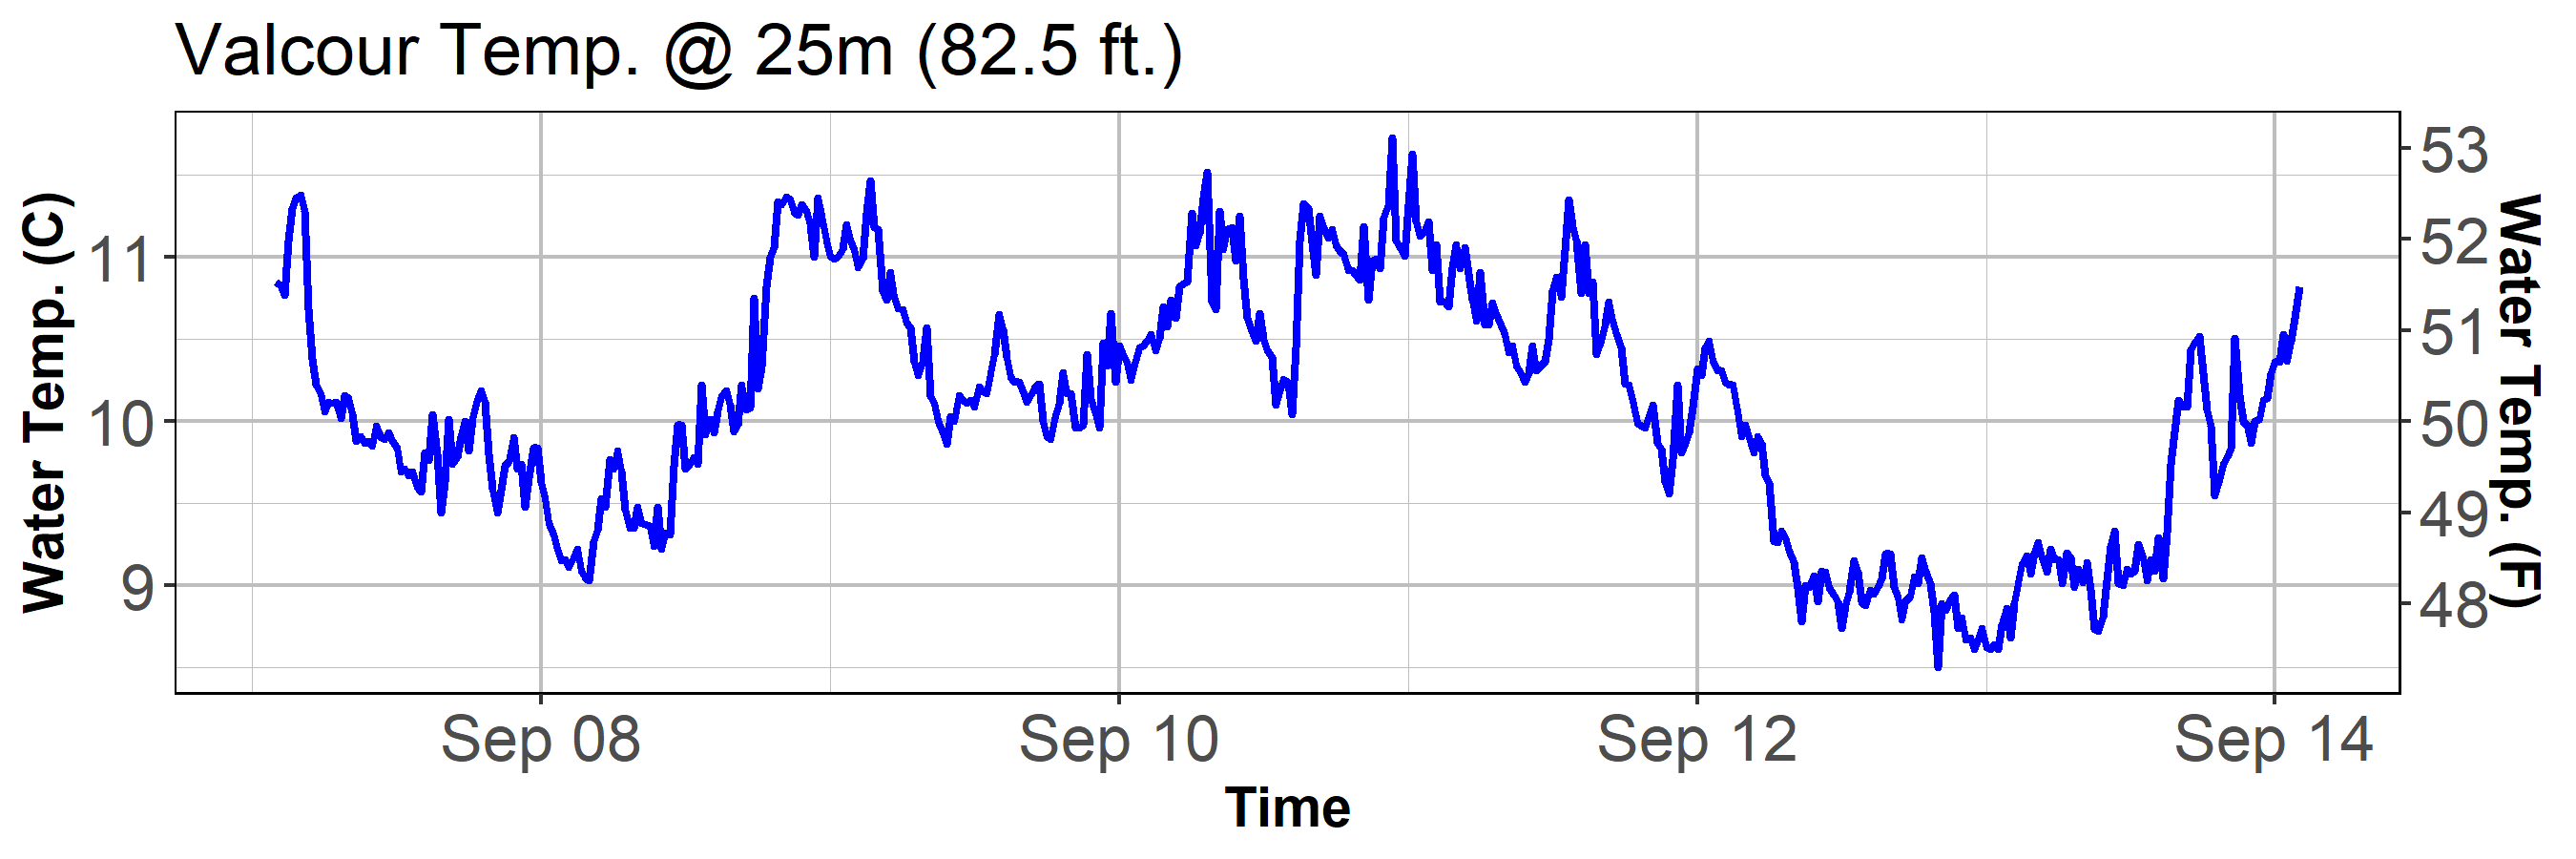 Valcour Temp. @ 25m (82.5 ft.)
Water Temp. (C)
11
10
9
53
52
51
50
49
48
Water Temp. (F)
Sep 08 Sep 10 Sep 12 Sep 14
Time